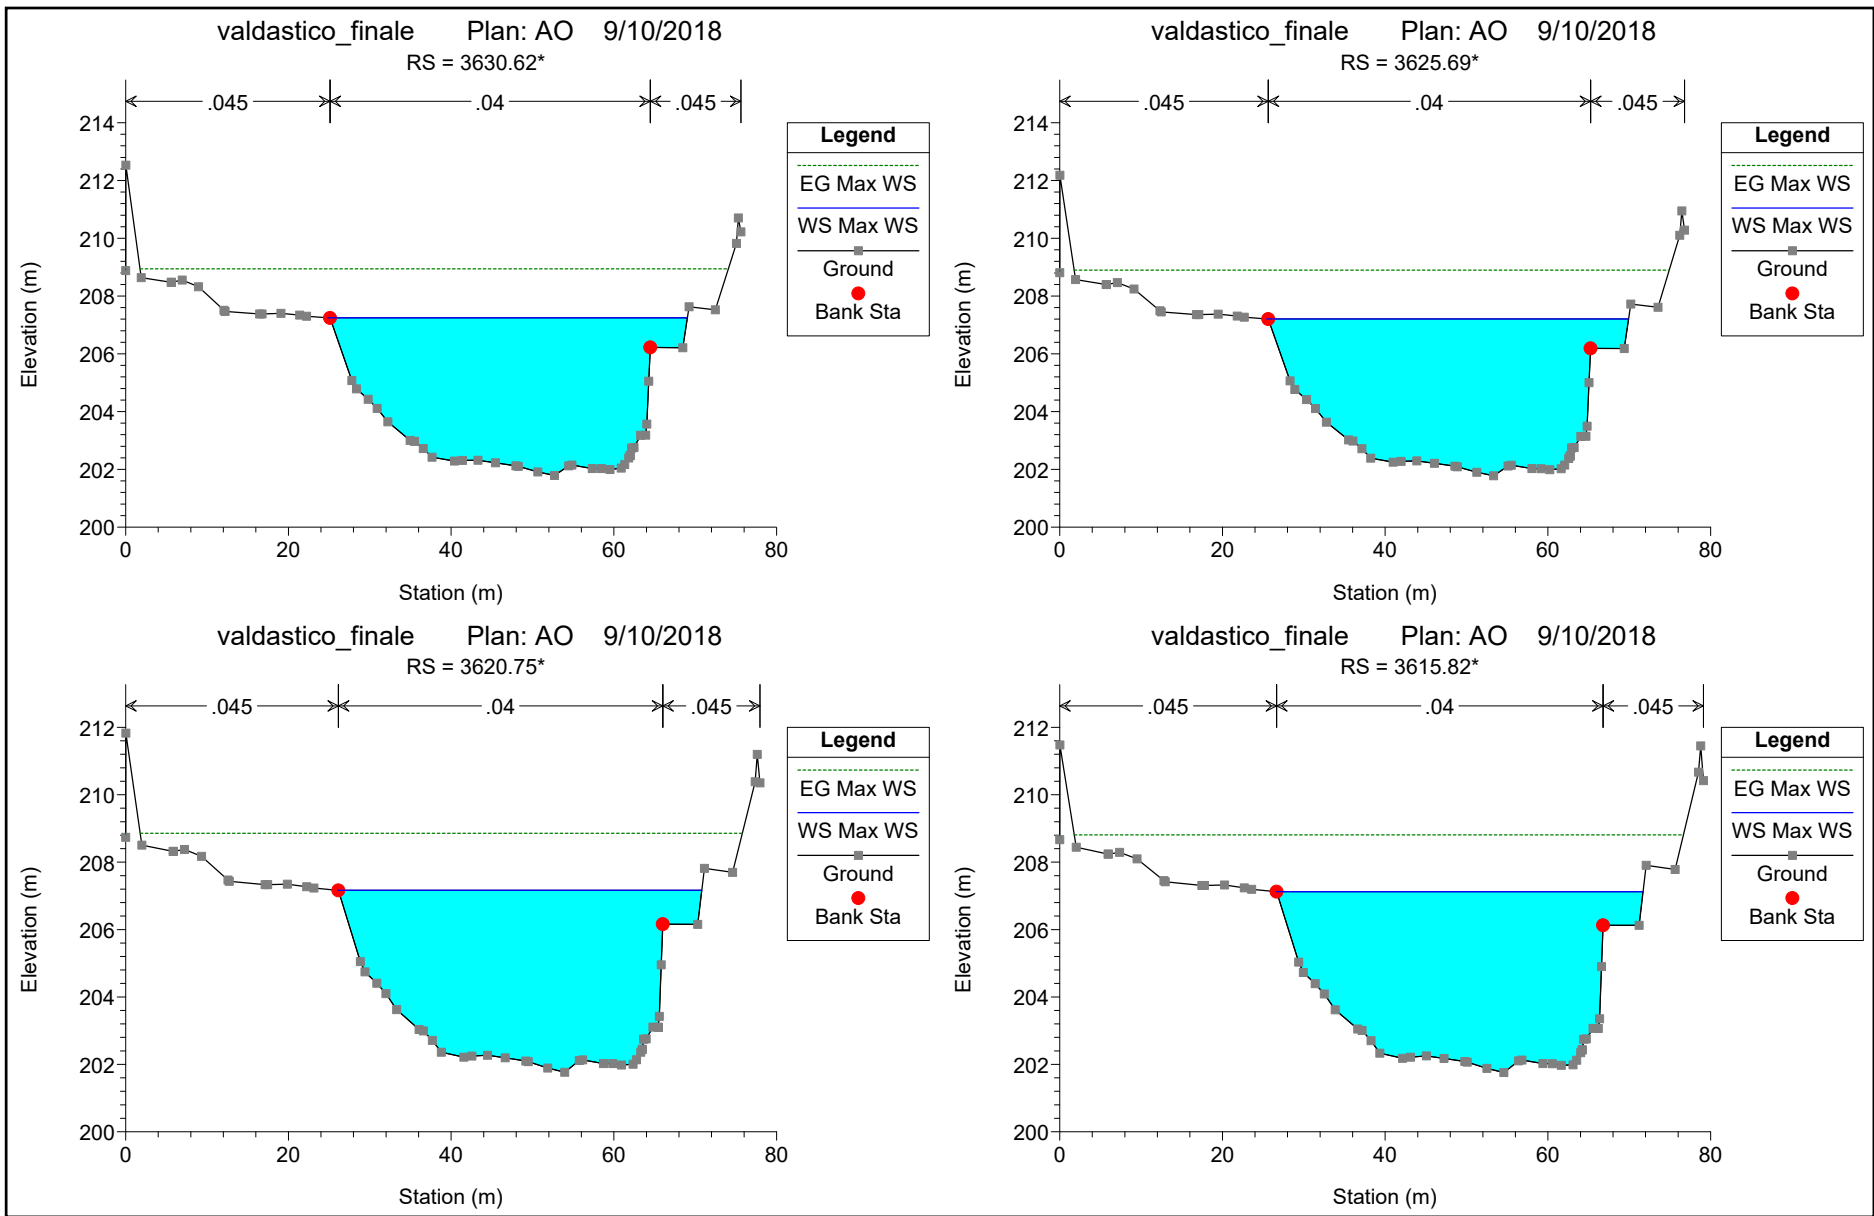 valdastico_finale Plan: AO 9/10/2018
RS = 3630.62*
.045 .04 .045
214
212
210
208
206
204
202
200
0 20 40 60 80
Elevation (m)
Station (m)
Legend
EG Max WS
WS Max WS
Ground
Bank Sta
valdastico_finale Plan: AO 9/10/2018
RS = 3625.69*
.045 .04 .045
214
212
210
208
206
204
202
200
0 20 40 60 80
Elevation (m)
Station (m)
Legend
EG Max WS
WS Max WS
Ground
Bank Sta
valdastico_finale Plan: AO 9/10/2018
RS = 3620.75*
.045 .04 .045
212
210
208
206
204
202
200
0 20 40 60 80
Elevation (m)
Station (m)
Legend
EG Max WS
WS Max WS
Ground
Bank Sta
valdastico_finale Plan: AO 9/10/2018
RS = 3615.82*
.045 .04 .045
212
210
208
206
204
202
200
0 20 40 60 80
Elevation (m)
Station (m)
Legend
EG Max WS
WS Max WS
Ground
Bank Sta